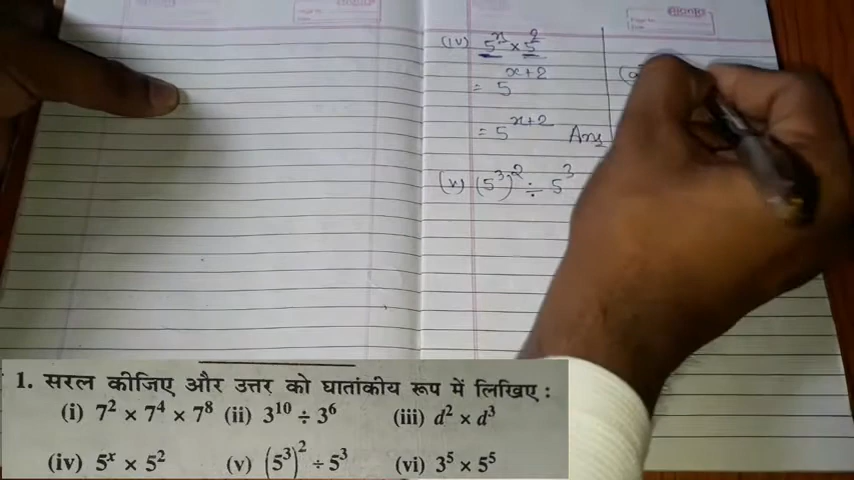 (iv) 5^x × 5^2
= 5^{x+2}
= 5^{x+2} Ans
(v) (5^3)^2 ÷ 5^3
(a
1. सरल कीजिए और उत्तर को घातांकीय रूप में लिखिए :
(i) 7^2 × 7^4 × 7^8 (ii) 3^{10} ÷ 3^6 (iii) d^2 × d^3
(iv) 5^x × 5^2 (v) (5^3)^2 ÷ 5^3 (vi) 3^5 × 5^5